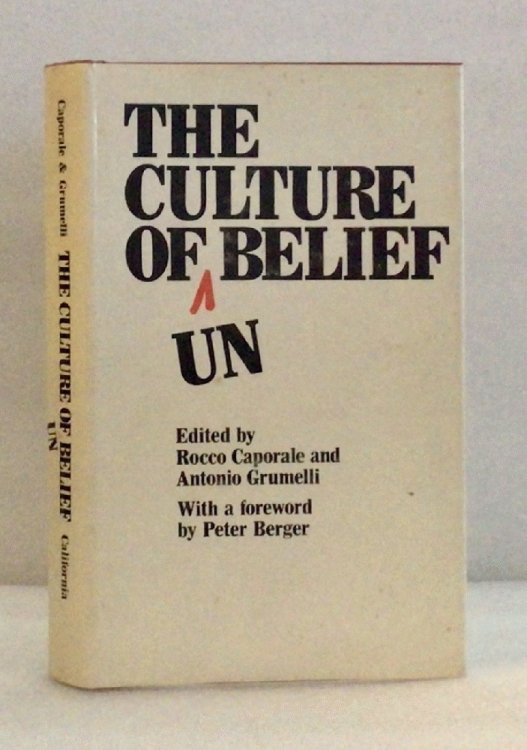 THE
CULTURE
OF BELIEF
UN
Edited by
Rocco Caporale and
Antonio Grumelli
With a foreword
by Peter Berger
Caporale & Grumelli THE CULTURE OF BELIEF California
UN